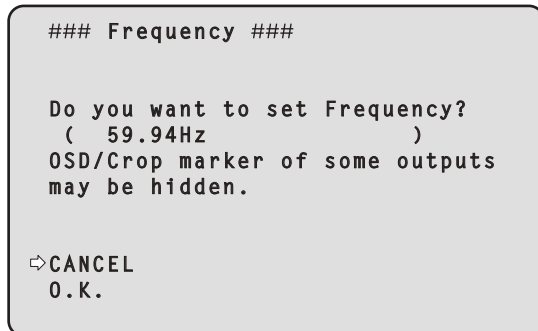 ### Frequency ###
Do you want to set Frequency?
( 59.94Hz )
OSD/Crop marker of some outputs
may be hidden.
⇨CANCEL
O.K.